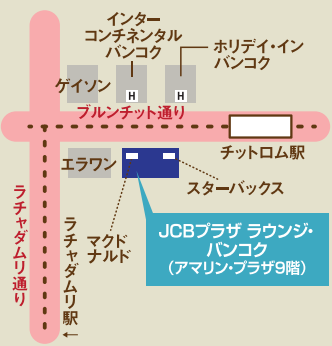 インター
コンチネンタル
バンコク
ホリデイ・イン
バンコク
ゲイソン
H
H
プルンチット通り
チットロム駅
エラワン
スターバックス
マクド
ナルド
ラチャダムリ通り
ラチャダムリ駅
←
JCBプラザ ラウンジ・
バンコク
（アマリン・プラザ9階）